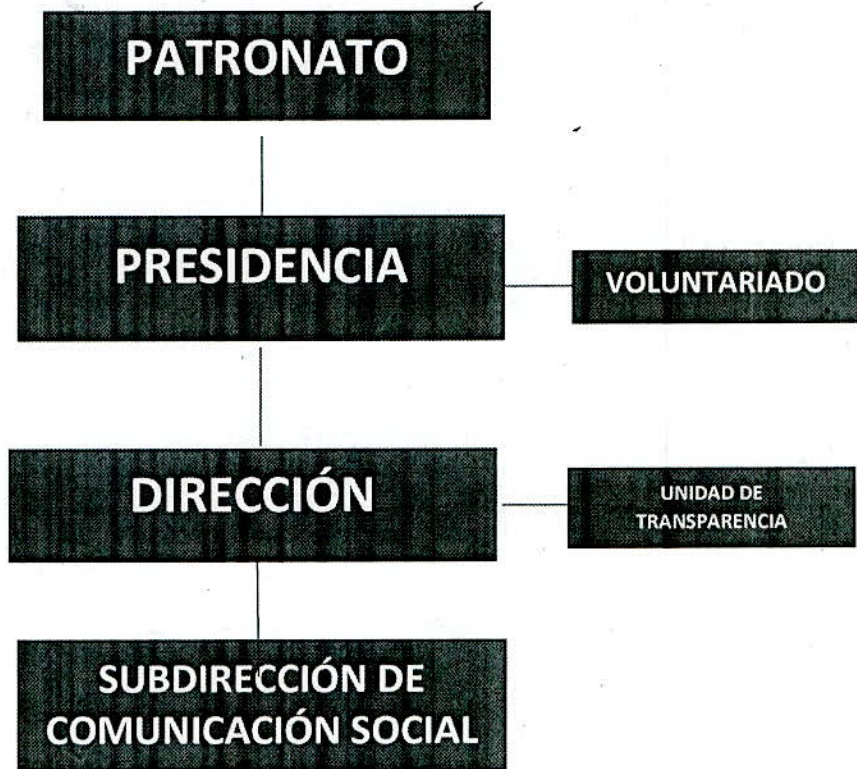 PATRONATO
PRESIDENCIA
VOLUNTARIADO
DIRECCIÓN
UNIDAD DE
TRANSPARENCIA
SUBDIRECCIÓN DE
COMUNICACIÓN SOCIAL